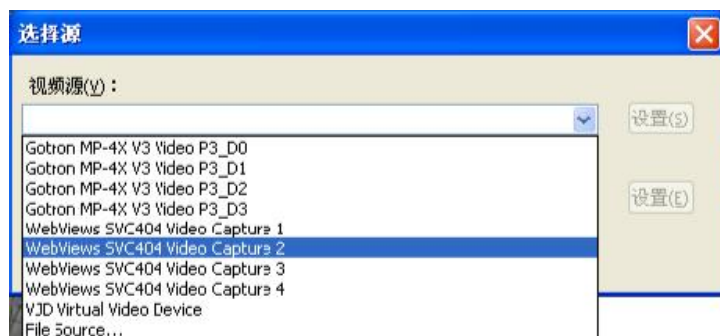 选择源
视频源(V)：
设置(S)
Gotron MP-4X V3 Video P3_D0
Gotron MP-4X V3 Video P3_D1
Gotron MP-4X V3 Video P3_D2
设置(E)
Gotron MP-4X V3 Video P3_D3
WebViews SVC404 Video Capture 1
WebViews SVC404 Video Capture 2
WebViews SVC404 Video Capture 3
WebViews SVC404 Video Capture 4
VJD Virtual Video Device
File Source...